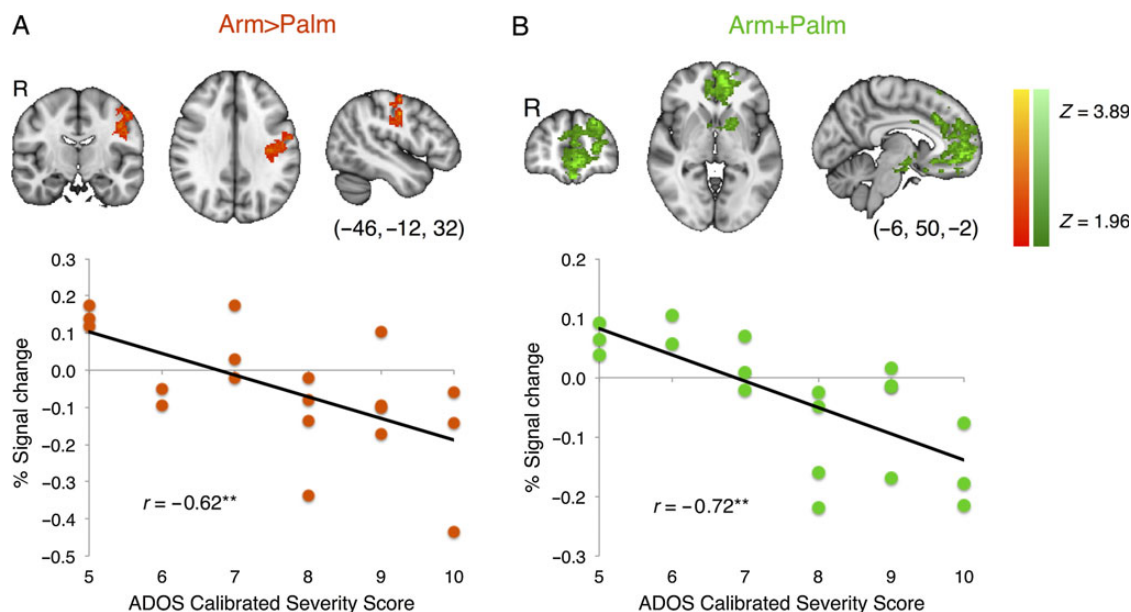 A
Arm>Palm
R
(−46, −12, 32)
% Signal change
0.3
0.2
0.1
0.0
−0.1
−0.2
−0.3
−0.4
−0.5
r = −0.62**
5 6 7 8 9 10
ADOS Calibrated Severity Score
B
Arm+Palm
R
(−6, 50, −2)
Z = 3.89
Z = 1.96
% Signal change
0.2
0.1
0.0
−0.1
−0.2
−0.3
r = −0.72**
5 6 7 8 9 10
ADOS Calibrated Severity Score